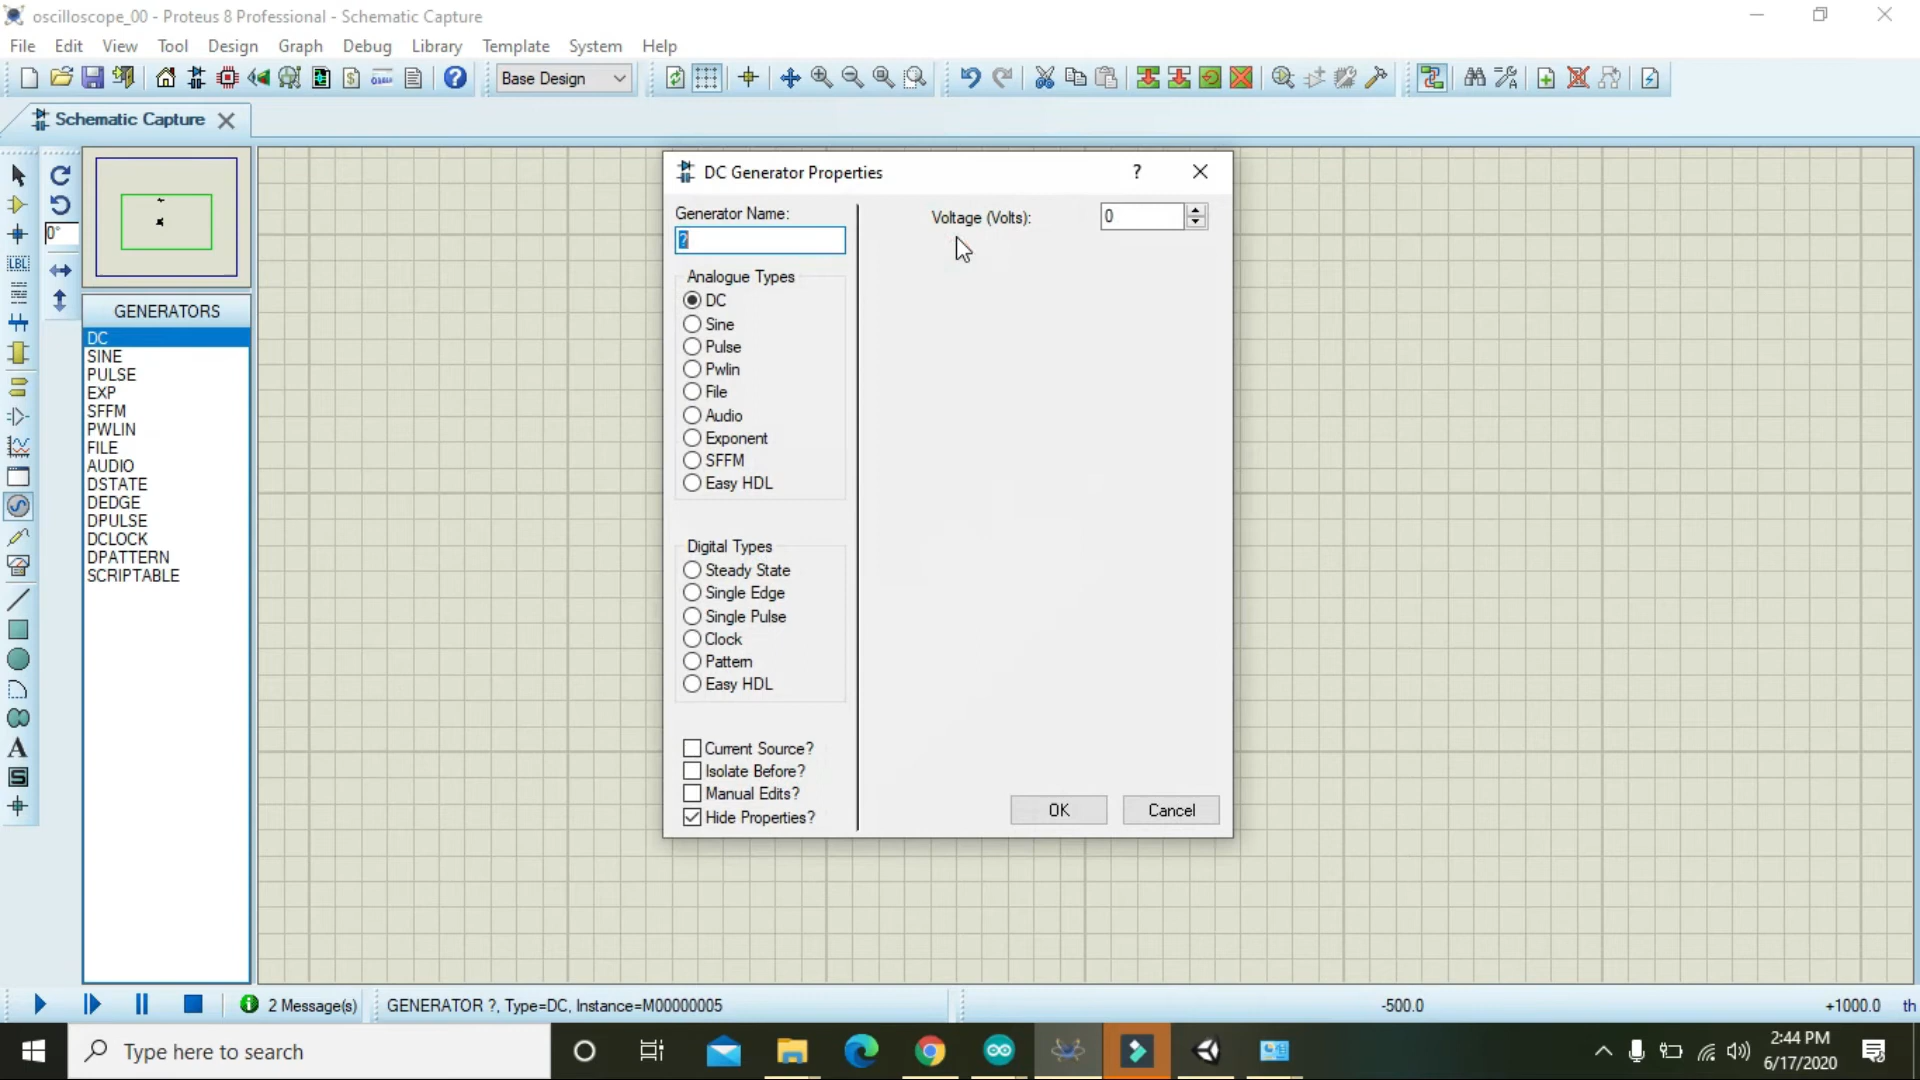 oscilloscope_00 - Proteus 8 Professional - Schematic Capture
File Edit View Tool Design Graph Debug Library Template System Help
Base Design
Schematic Capture
0°
LBL
A
S
GENERATORS
DC
SINE
PULSE
EXP
SFFM
PWLIN
FILE
AUDIO
DSTATE
DEDGE
DPULSE
DCLOCK
DPATTERN
SCRIPTABLE
DC Generator Properties
?
Generator Name:
?
Voltage (Volts):
0
Analogue Types
DC
Sine
Pulse
Pwlin
File
Audio
Exponent
SFFM
Easy HDL
Digital Types
Steady State
Single Edge
Single Pulse
Clock
Pattern
Easy HDL
Current Source?
Isolate Before?
Manual Edits?
Hide Properties?
OK
Cancel
2 Message(s)
GENERATOR ?, Type=DC, Instance=M00000005
-500.0
+1000.0
th
Type here to search
2:44 PM
6/17/2020